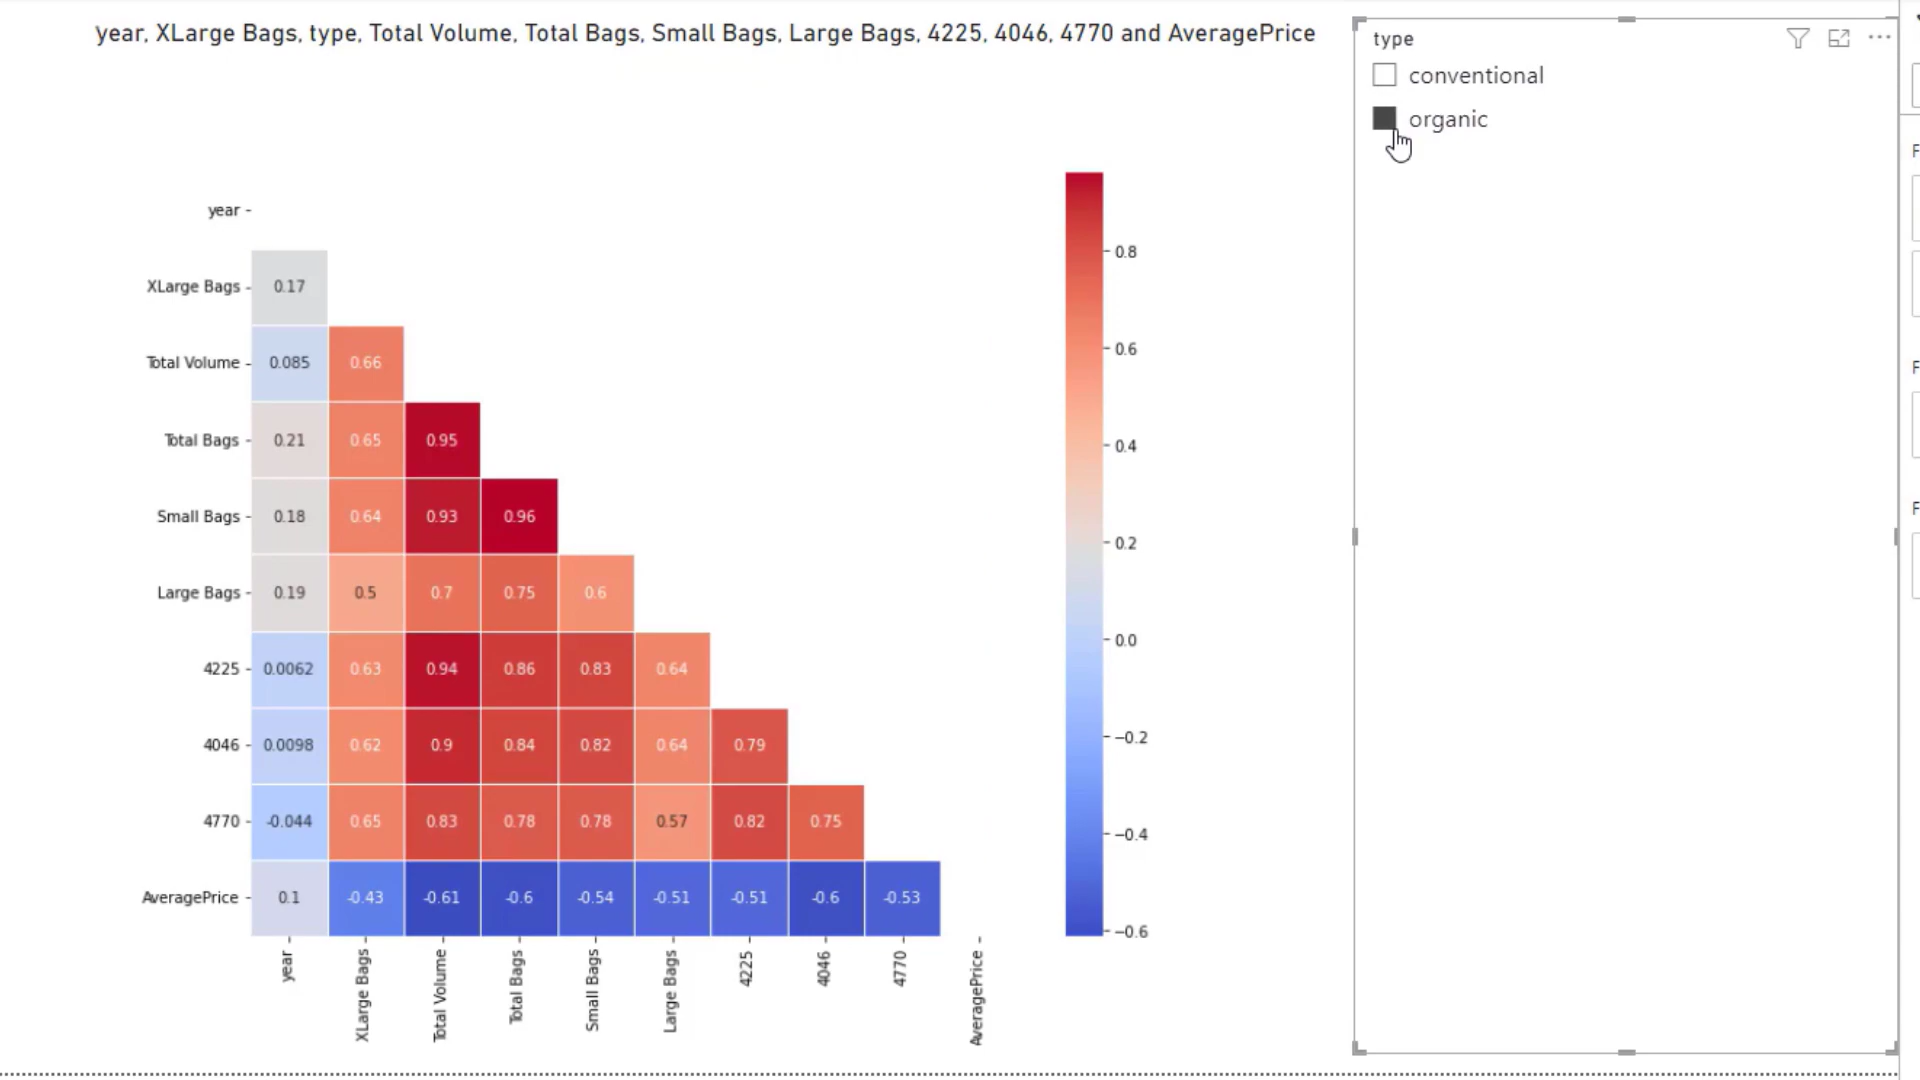 year, XLarge Bags, type, Total Volume, Total Bags, Small Bags, Large Bags, 4225, 4046, 4770 and AveragePrice
type
conventional
organic
year
XLarge Bags 0.17
Total Volume 0.085 0.66
Total Bags 0.21 0.65 0.95
Small Bags 0.18 0.64 0.93 0.96
Large Bags 0.19 0.5 0.7 0.75 0.6
4225 0.0062 0.63 0.94 0.86 0.83 0.64
4046 0.0098 0.62 0.9 0.84 0.82 0.64 0.79
4770 -0.044 0.65 0.83 0.78 0.78 0.57 0.82 0.75
AveragePrice 0.1 -0.43 -0.61 -0.6 -0.54 -0.51 -0.51 -0.6 -0.53
year XLarge Bags Total Volume Total Bags Small Bags Large Bags 4225 4046 4770 AveragePrice
0.8
0.6
0.4
0.2
0.0
−0.2
−0.4
−0.6